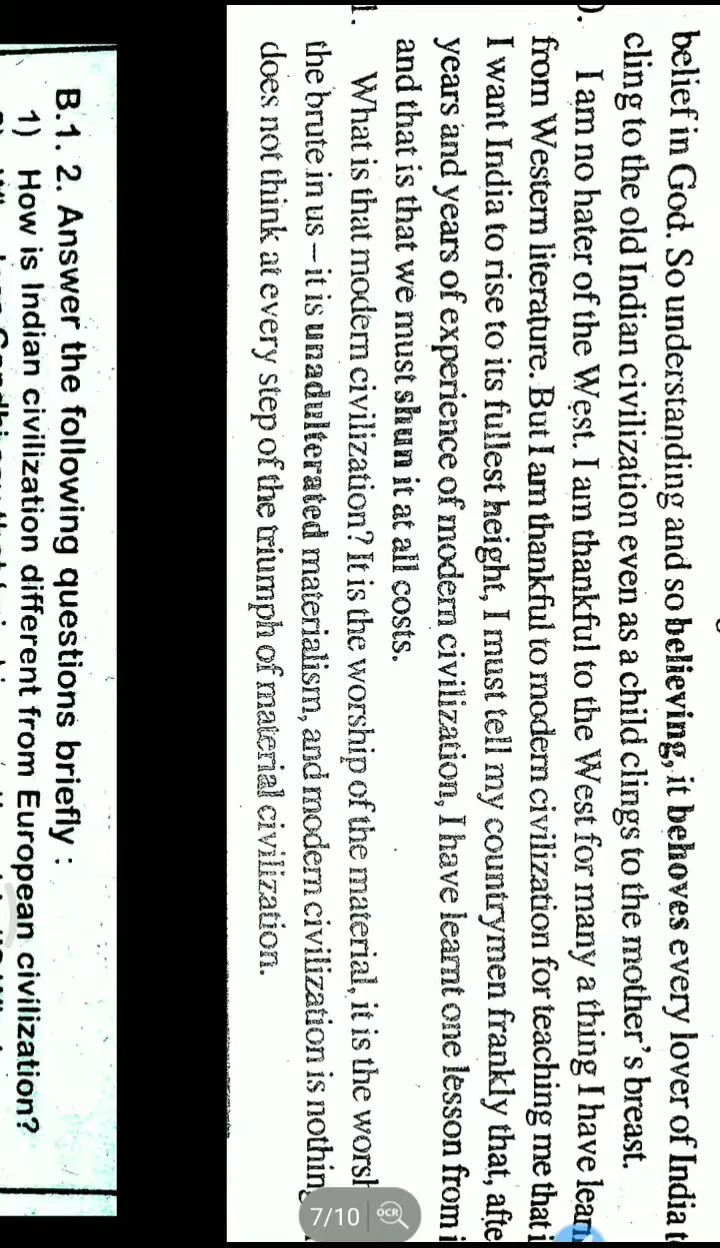 belief in God. So understanding and so believing, it behoves every lover of India
cling to the old Indian civilization even as a child clings to the mother's breast.
I am no hater of the West. I am thankful to the West for many a thing I have
from Western literature. But I am thankful to modern civilization for teaching me that
I want India to rise to its fullest height, I must tell my countrymen frankly that,
years and years of experience of modern civilization, I have learnt one lesson from
and that is that we must shun it at all costs.
1. What is that modern civilization? It is the worship of the material, it is the
the brute in us – it is unadulterated materialism, and modern civilization is
does not think at every step of the triumph of material civilization.
B.1. 2. Answer the following questions briefly :
1) How is Indian civilization different from European civilization?
7/10 OCR